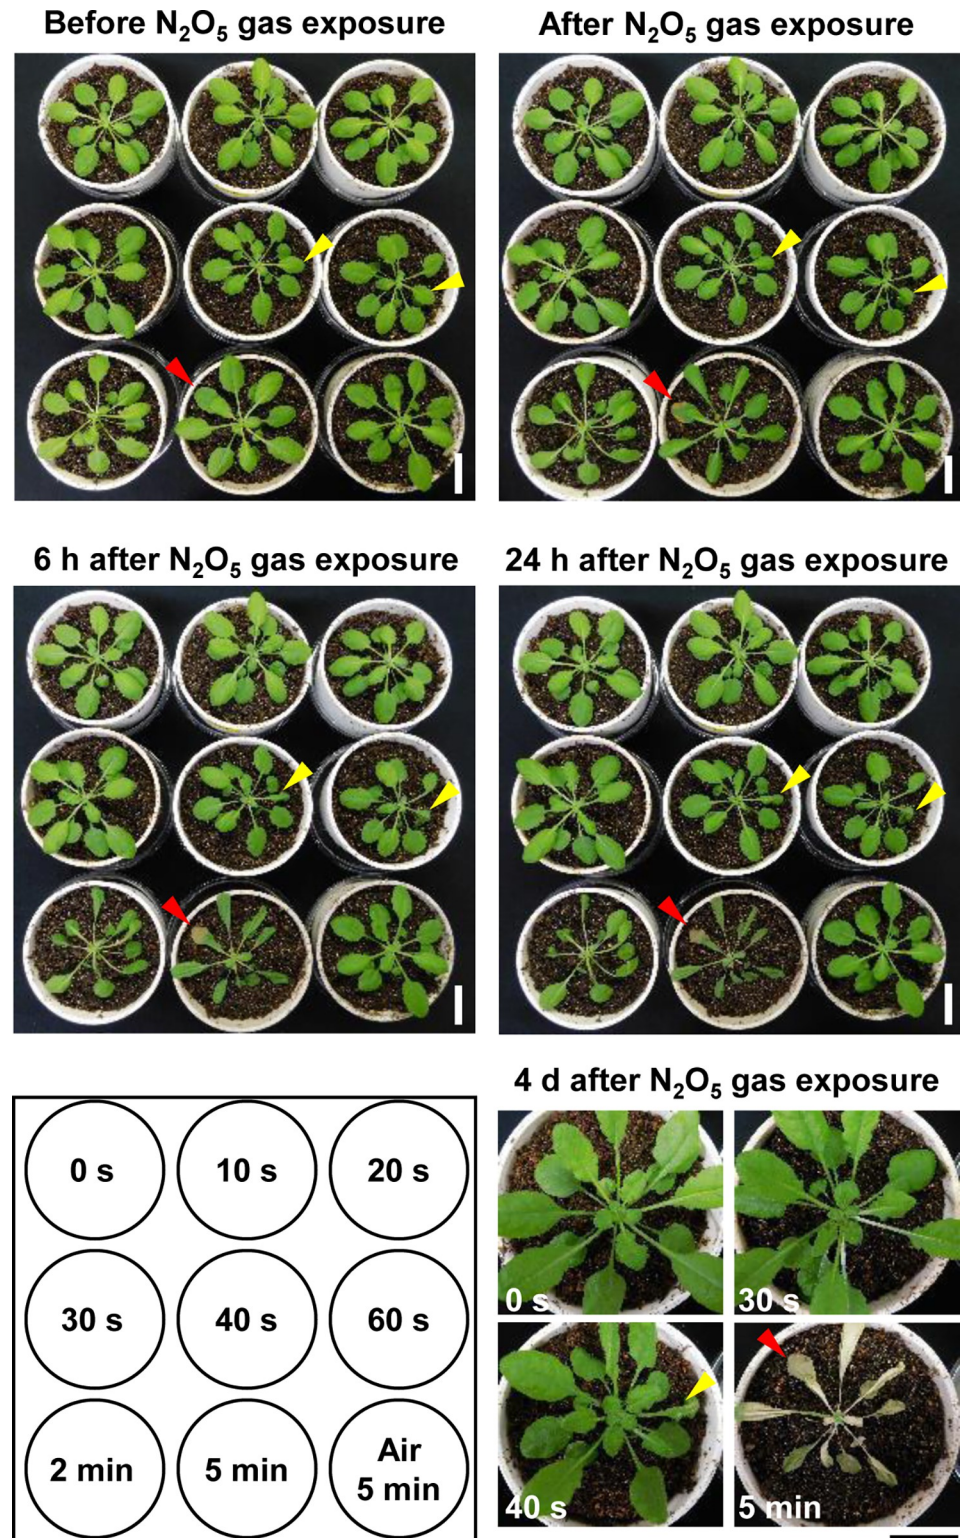 Before N₂O₅ gas exposure
After N₂O₅ gas exposure
6 h after N₂O₅ gas exposure
24 h after N₂O₅ gas exposure
4 d after N₂O₅ gas exposure
0 s
10 s
20 s
30 s
40 s
60 s
2 min
5 min
Air
5 min
0 s
30 s
40 s
5 min